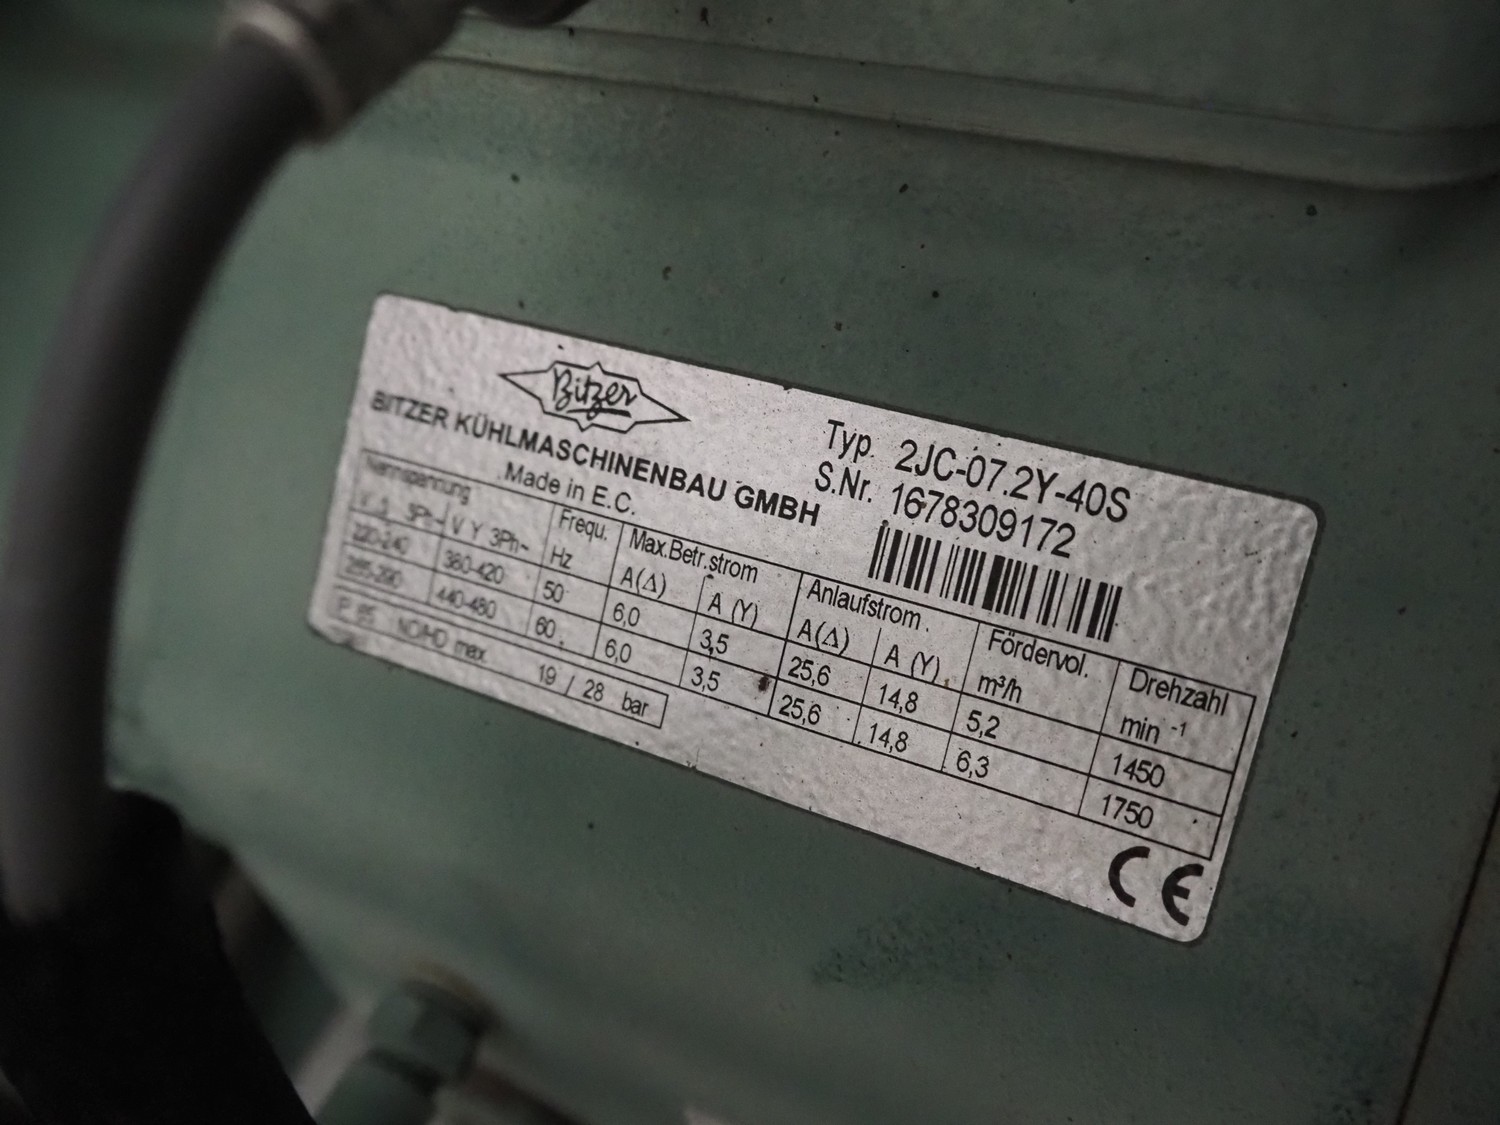 Bitzer
BITZER KÜHLMASCHINENBAU GMBH
Made in E.C.
Typ 2JC-07.2Y-40S
S.Nr. 1678309172
Nennspannung Frequ. Max.Betr.strom Anlaufstrom Fördervol. Drehzahl
V Δ 3Ph~ V Y 3Ph~ Hz A(Δ) A (Y) A(Δ) A (Y) m³/h min -1
220-240 380-420 50 6,0 3,5 25,6 14,8 5,2 1450
265-290 440-480 60 6,0 3,5 25,6 14,8 6,3 1750
ND/HD max 19 / 28 bar
CE